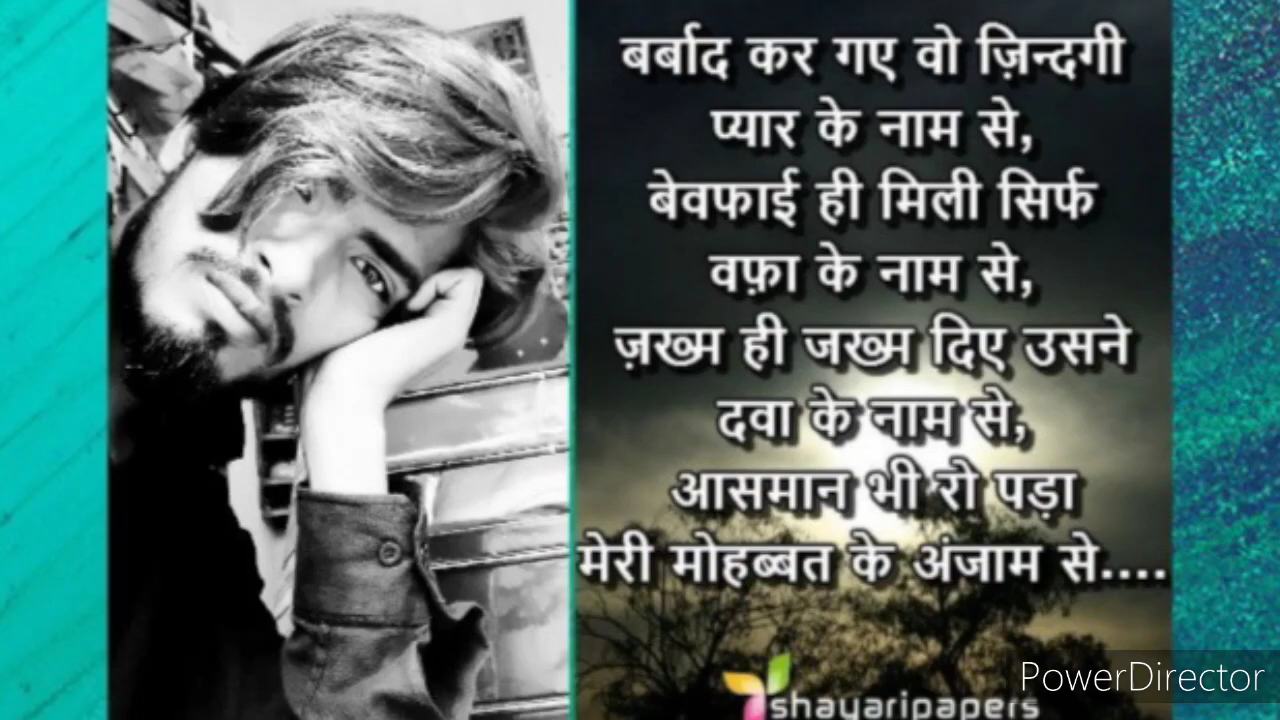 बर्बाद कर गए वो ज़िन्दगी
प्यार के नाम से,
बेवफाई ही मिली सिर्फ
वफ़ा के नाम से,
ज़ख्म ही जख्म दिए उसने
दवा के नाम से,
आसमान भी रो पड़ा
मेरी मोहब्बत के अंजाम से....
shayaripapers
PowerDirector